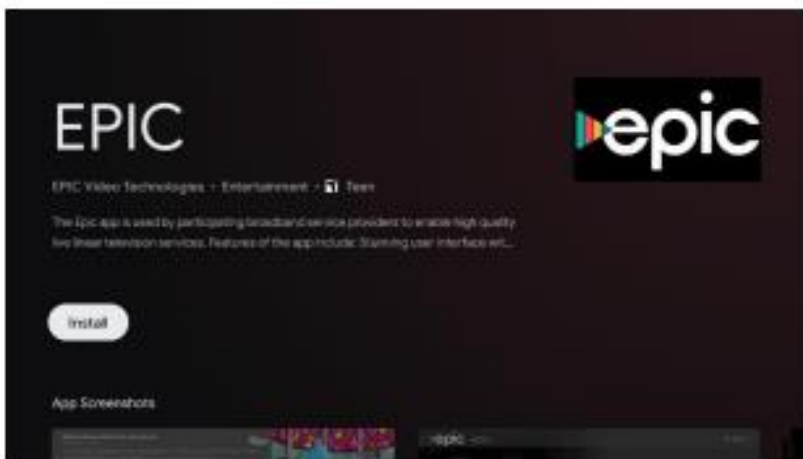 EPIC
epic
EPIC Video Technologies · Entertainment · Teen
The Epic app is used by participating broadband service providers to enable high quality
live linear television services. Features of the app include: Stunning user interface wit...
Install
App Screenshots
epic